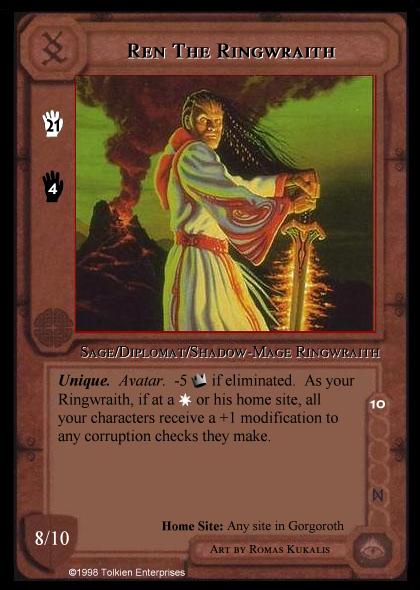 Ren The Ringwraith
21
4
Sage/Diplomat/Shadow-Mage Ringwraith
Unique. Avatar. -5 if eliminated. As your
Ringwraith, if at a or his home site, all
your characters receive a +1 modification to
any corruption checks they make.
10
Home Site: Any site in Gorgoroth
8/10
Art by Romas Kukalis
©1998 Tolkien Enterprises